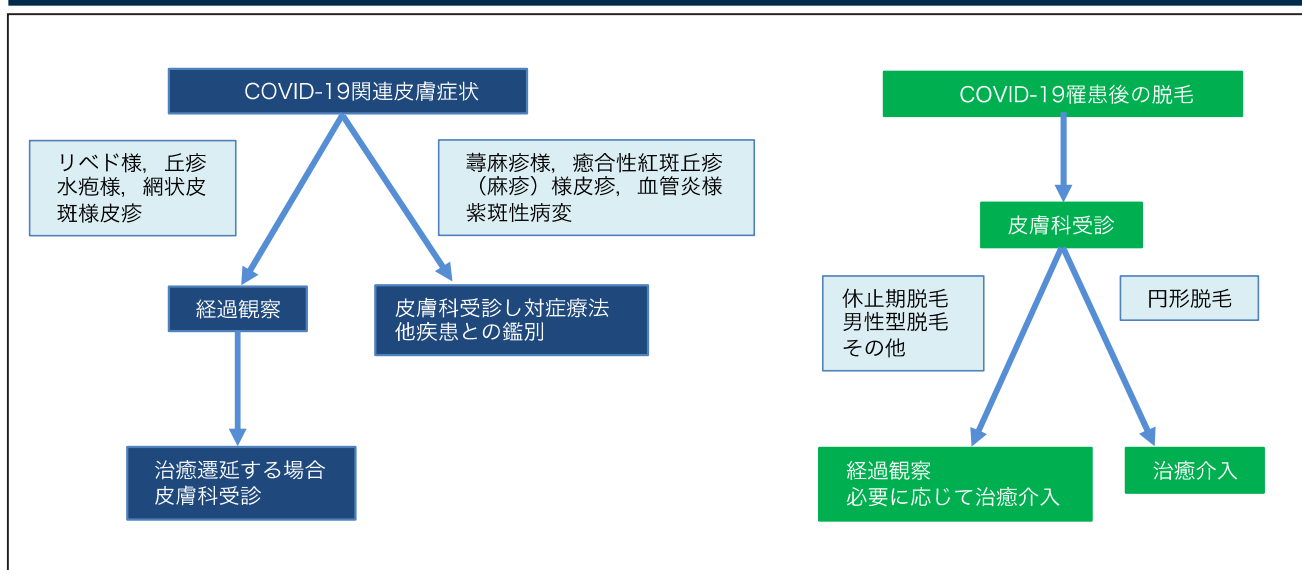 COVID-19関連皮膚症状
リベド様，丘疹
水疱様，網状皮
斑様皮疹
蕁麻疹様，癒合性紅斑丘疹
（麻疹）様皮疹，血管炎様
紫斑性病変
経過観察
皮膚科受診し対症療法
他疾患との鑑別
治癒遷延する場合
皮膚科受診
COVID-19罹患後の脱毛
皮膚科受診
休止期脱毛
男性型脱毛
その他
円形脱毛
経過観察
必要に応じて治癒介入
治癒介入